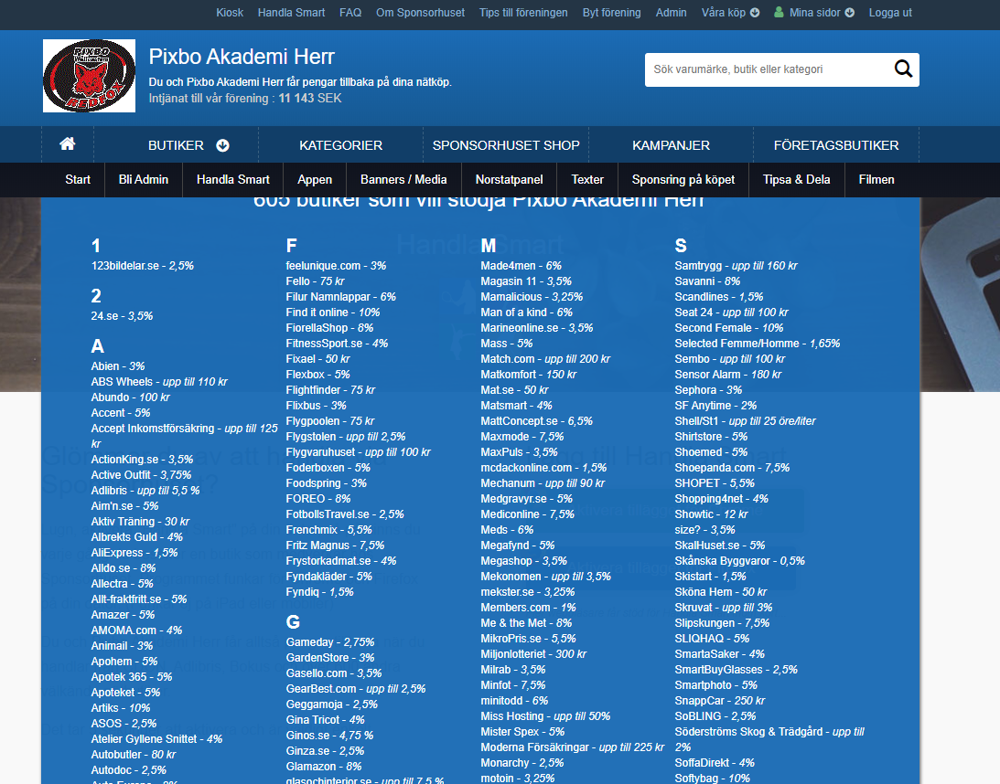 Kiosk Handla Smart FAQ Om Sponsorhuset Tips till föreningen Byt förening Admin Våra köp Mina sidor Logga ut
PIXBO
REDFOX
Pixbo Akademi Herr
Du och Pixbo Akademi Herr får pengar tillbaka på dina nätköp.
Intjänat till vår förening : 11 143 SEK
Sök varumärke, butik eller kategori
BUTIKER KATEGORIER SPONSORHUSET SHOP KAMPANJER FÖRETAGSBUTIKER
Start Bli Admin Handla Smart Appen Banners / Media Norstatpanel Texter Sponsring på köpet Tipsa & Dela Filmen
605 butiker som vill stödja Pixbo Akademi Herr
Handla Smart
1
123bildelar.se - 2,5%
2
24.se - 3,5%
A
Abien - 3%
ABS Wheels - upp till 110 kr
Abundo - 100 kr
Accent - 5%
Accept Inkomstförsäkring - upp till 125
kr
ActionKing.se - 3,5%
Active Outfit - 3,75%
Adlibris - upp till 5,5 %
Aim'n.se - 5%
Aktiv Träning - 30 kr
Albrekts Guld - 4%
AliExpress - 1,5%
Alldo.se - 8%
Allectra - 5%
Allt-fraktfritt.se - 5%
Amazer - 5%
AMOMA.com - 4%
Animail - 3%
Apohem - 5%
Apotek 365 - 5%
Apoteket - 5%
Artiks - 10%
ASOS - 2,5%
Atelier Gyllene Snittet - 4%
Autobutler - 80 kr
Autodoc - 2,5%
F
feelunique.com - 3%
Fello - 75 kr
Filur Namnlappar - 6%
Find it online - 10%
FiorellaShop - 8%
FitnessSport.se - 4%
Fixael - 50 kr
Flexbox - 5%
Flightfinder - 75 kr
Flixbus - 3%
Flygpoolen - 75 kr
Flygstolen - upp till 2,5%
Flygvaruhuset - upp till 100 kr
Foderboxen - 5%
Foodspring - 3%
FOREO - 8%
FotbollsTravel.se - 2,5%
Frenchmix - 5,5%
Fritz Magnus - 7,5%
Frystorkadmat.se - 4%
Fyndakläder - 5%
Fyndiq - 1,5%
G
Gameday - 2,75%
GardenStore - 3%
Gasello.com - 3,5%
GearBest.com - upp till 2,5%
Geggamoja - 2,5%
Gina Tricot - 4%
Ginos.se - 4,75 %
Ginza.se - 2,5%
Glamazon - 8%
glasochinterior.se - upp till 7,5 %
M
Made4men - 6%
Magasin 11 - 3,5%
Mamalicious - 3,25%
Man of a kind - 6%
Marineonline.se - 3,5%
Mass - 5%
Match.com - upp till 200 kr
Matkomfort - 150 kr
Mat.se - 50 kr
Matsmart - 4%
MattConcept.se - 6,5%
Maxmode - 7,5%
MaxPuls - 3,5%
mcdackonline.com - 1,5%
Mechanum - upp till 90 kr
Medgravyr.se - 5%
Mediconline - 7,5%
Meds - 6%
Megafynd - 5%
Megashop - 3,5%
Mekonomen - upp till 3,5%
mekster.se - 3,25%
Members.com - 1%
Me & the Met - 8%
MikroPris.se - 5,5%
Miljonlotteriet - 300 kr
Milrab - 3,5%
Minfot - 7,5%
minitodd - 6%
Miss Hosting - upp till 50%
Mister Spex - 5%
Moderna Försäkringar - upp till 225 kr
Monarchy - 2,5%
motoin - 3,25%
S
Samtrygg - upp till 160 kr
Savanni - 8%
Scandlines - 1,5%
Seat 24 - upp till 100 kr
Second Female - 10%
Selected Femme/Homme - 1,65%
Sembo - upp till 100 kr
Sensor Alarm - 180 kr
Sephora - 3%
SF Anytime - 2%
Shell/St1 - upp till 25 öre/liter
Shirtstore - 5%
Shoemed - 5%
Shoepanda.com - 7,5%
SHOPET - 5,5%
Shopping4net - 4%
Showtic - 12 kr
size? - 3,5%
SkalHuset.se - 5%
Skånska Byggvaror - 0,5%
Skistart - 1,5%
Sköna Hem - 50 kr
Skruvat - upp till 3%
Slipskungen - 7,5%
SLIQHAQ - 5%
SmartaSaker - 4%
SmartBuyGlasses - 2,5%
Smartphoto - 5%
SnappCar - 250 kr
SoBLING - 2,5%
Söderströms Skog & Trädgård - upp till
2%
SoffaDirekt - 4%
Softybag - 10%